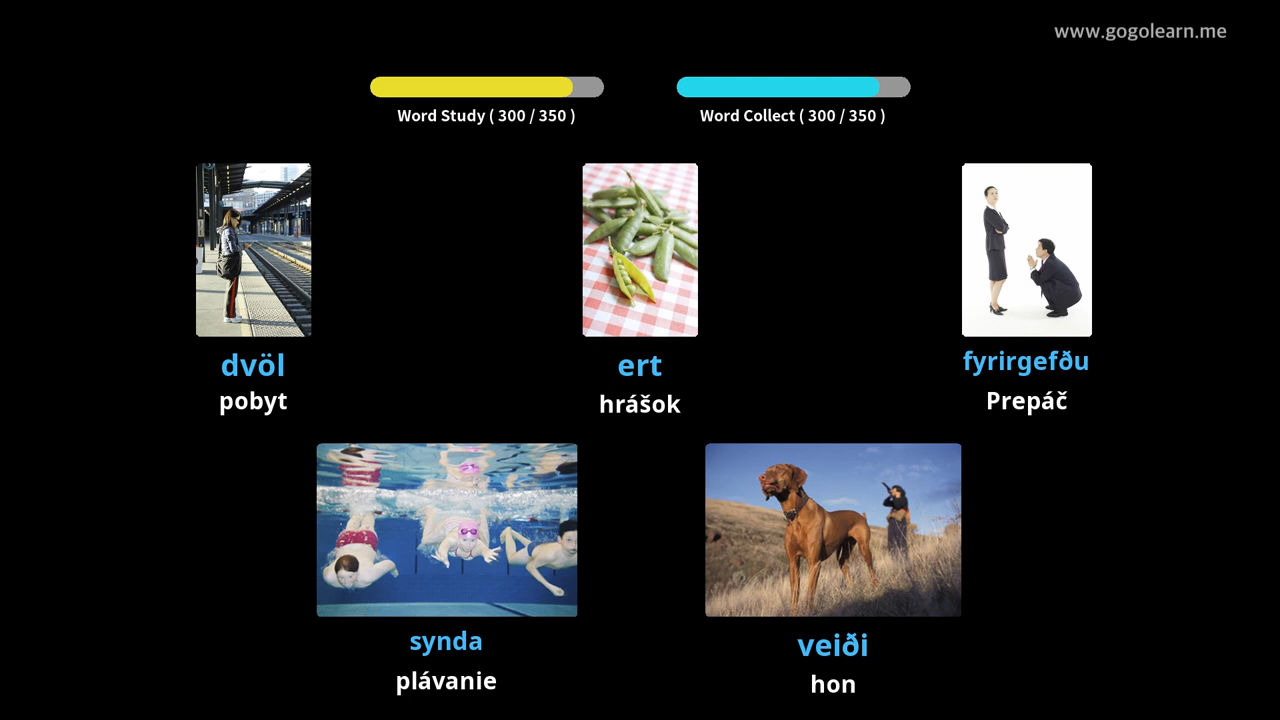 www.gogolearn.me
Word Study ( 300 / 350 )
Word Collect ( 300 / 350 )
dvöl
pobyt
ert
hrášok
fyrirgefðu
Prepáč
synda
plávanie
veiði
hon